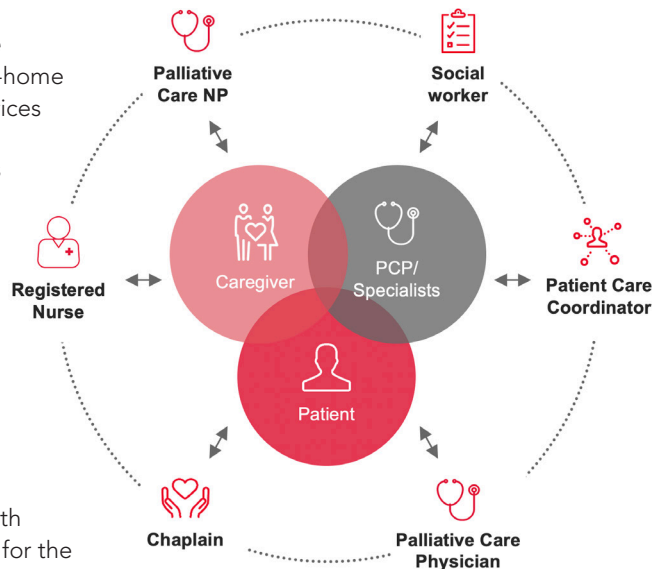 -home
ices
Palliative
Care NP
Social
worker
Caregiver
PCP/
Specialists
Registered
Nurse
Patient Care
Coordinator
Patient
th
for the
Chaplain
Palliative Care
Physician